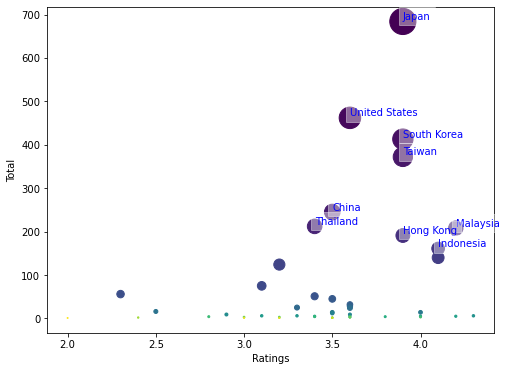 700
600
500
400
300
200
100
0
Total
Japan
United States
South Korea
Taiwan
China
Thailand
Malaysia
Hong Kong
Indonesia
2.0 2.5 3.0 3.5 4.0
Ratings